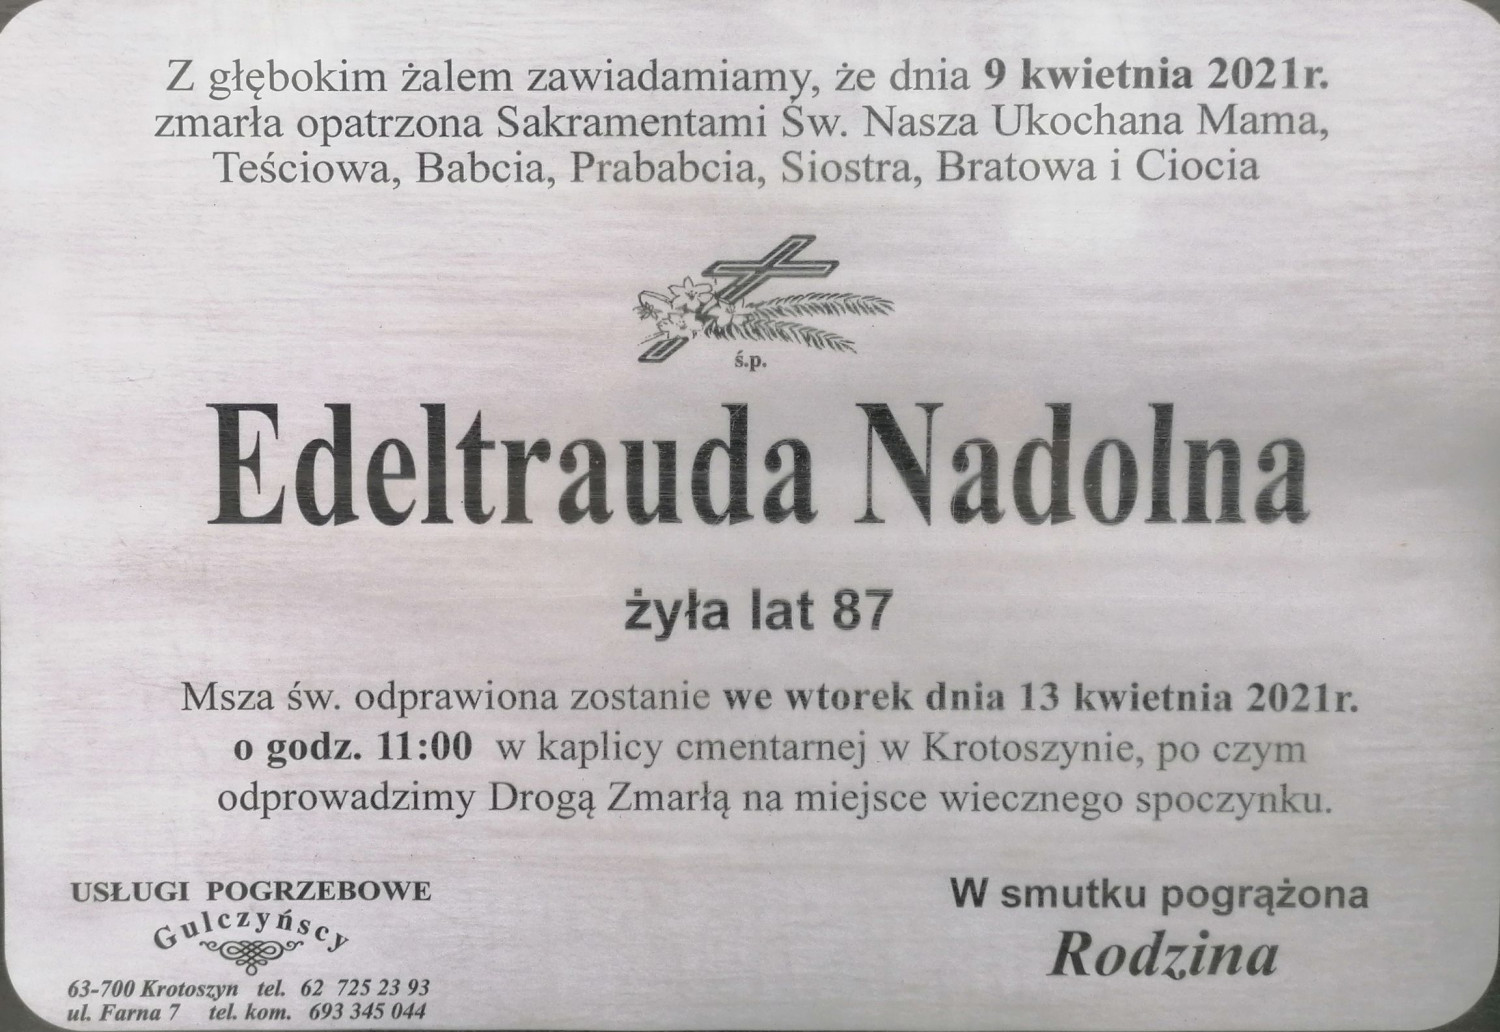 Z głębokim żalem zawiadamiamy, że dnia 9 kwietnia 2021r.
zmarła opatrzona Sakramentami Św. Nasza Ukochana Mama,
Teściowa, Babcia, Prababcia, Siostra, Bratowa i Ciocia
ś.p.
Edeltrauda Nadolna
żyła lat 87
Msza św. odprawiona zostanie we wtorek dnia 13 kwietnia 2021r.
o godz. 11:00 w kaplicy cmentarnej w Krotoszynie, po czym
odprowadzimy Drogą Zmarłą na miejsce wiecznego spoczynku.
USŁUGI POGRZEBOWE
Gulczyńscy
63-700 Krotoszyn tel. 62 725 23 93
ul. Farna 7 tel. kom. 693 345 044
W smutku pogrążona
Rodzina